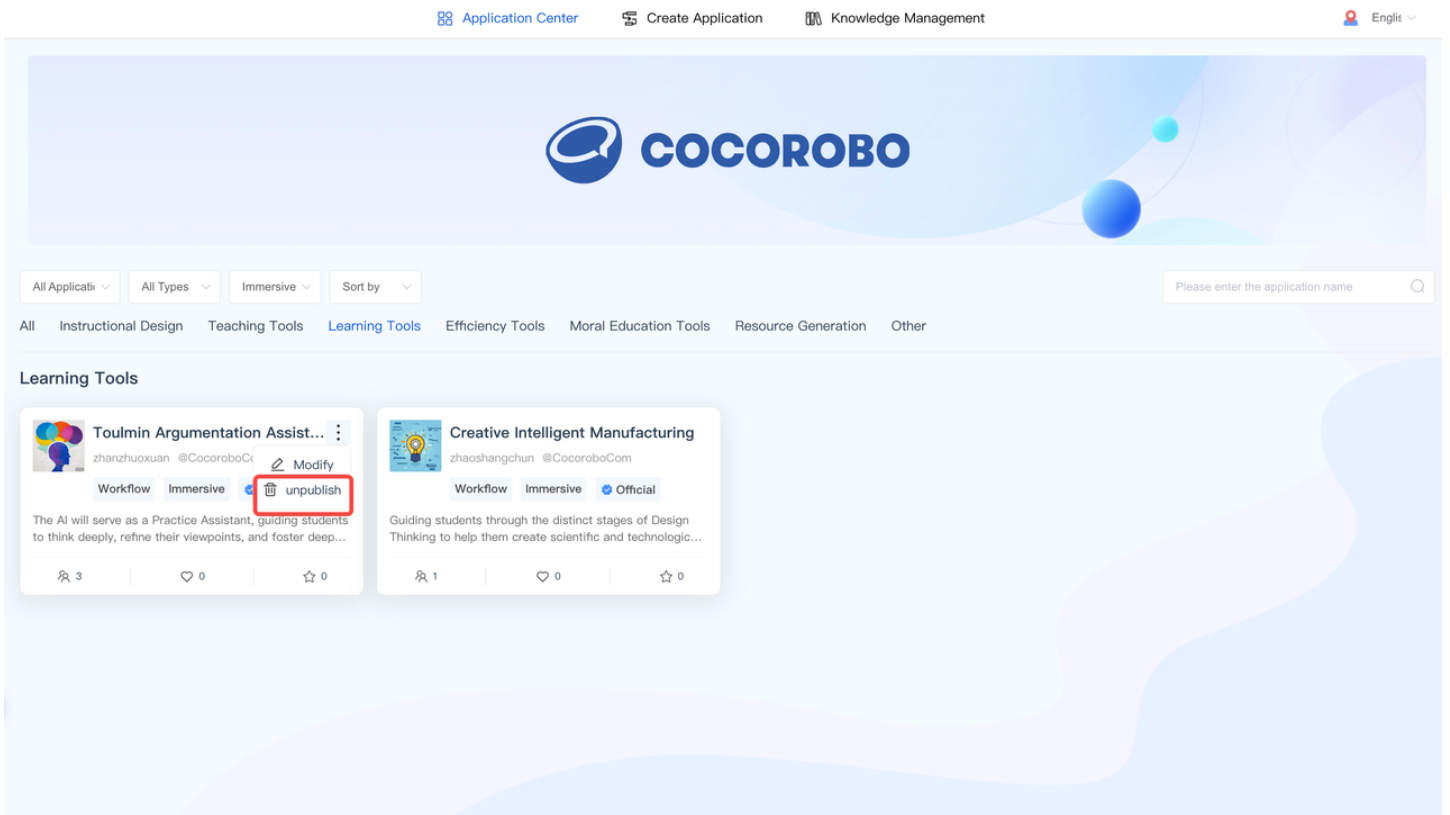 Application Center Create Application Knowledge Management Englis
COCOROBO
All Applicatic All Types Immersive Sort by Please enter the application name
All Instructional Design Teaching Tools Learning Tools Efficiency Tools Moral Education Tools Resource Generation Other
Learning Tools
Toulmin Argumentation Assist...
zhanzhuoxuan @CocoroboCo
Modify
Workflow Immersive
unpublish
The AI will serve as a Practice Assistant, guiding students
to think deeply, refine their viewpoints, and foster deep...
3 0 0
Creative Intelligent Manufacturing
zhaoshangchun @CocoroboCom
Workflow Immersive Official
Guiding students through the distinct stages of Design
Thinking to help them create scientific and technologic...
1 0 0